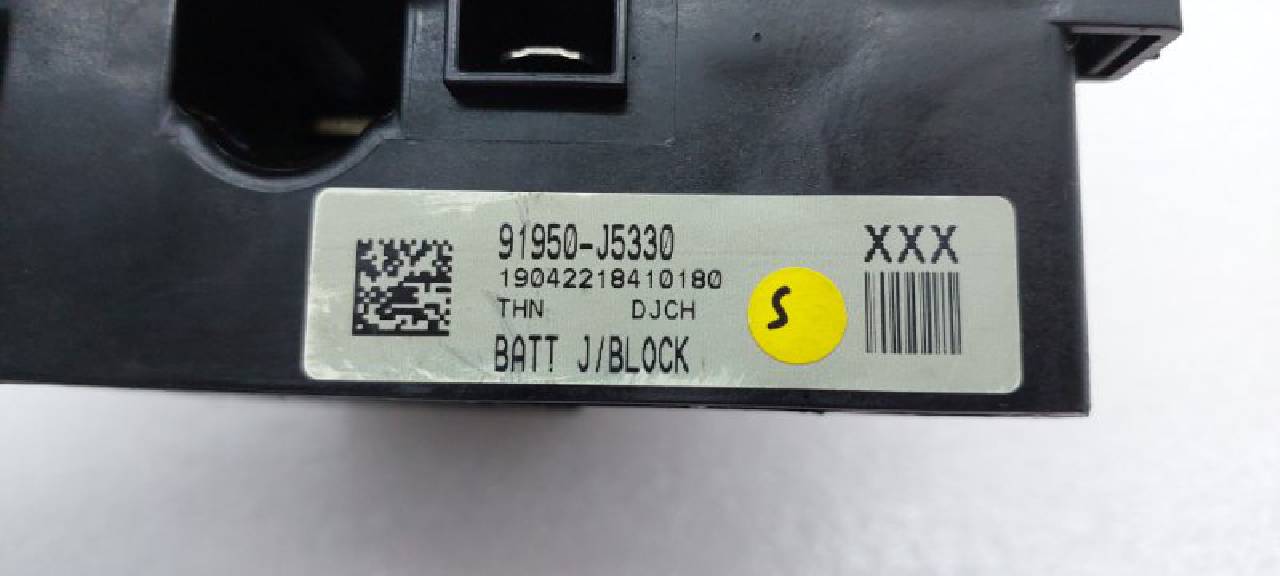 91950-J5330
XXX
19042218410180
THN DJCH
S
BATT J/BLOCK